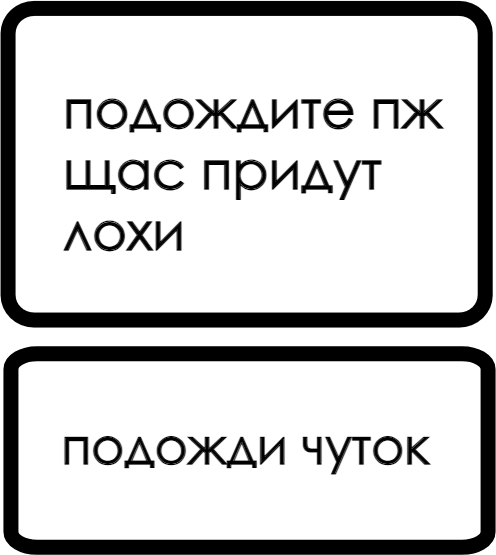 подождите пж
щас придут
лохи
подожди чуток